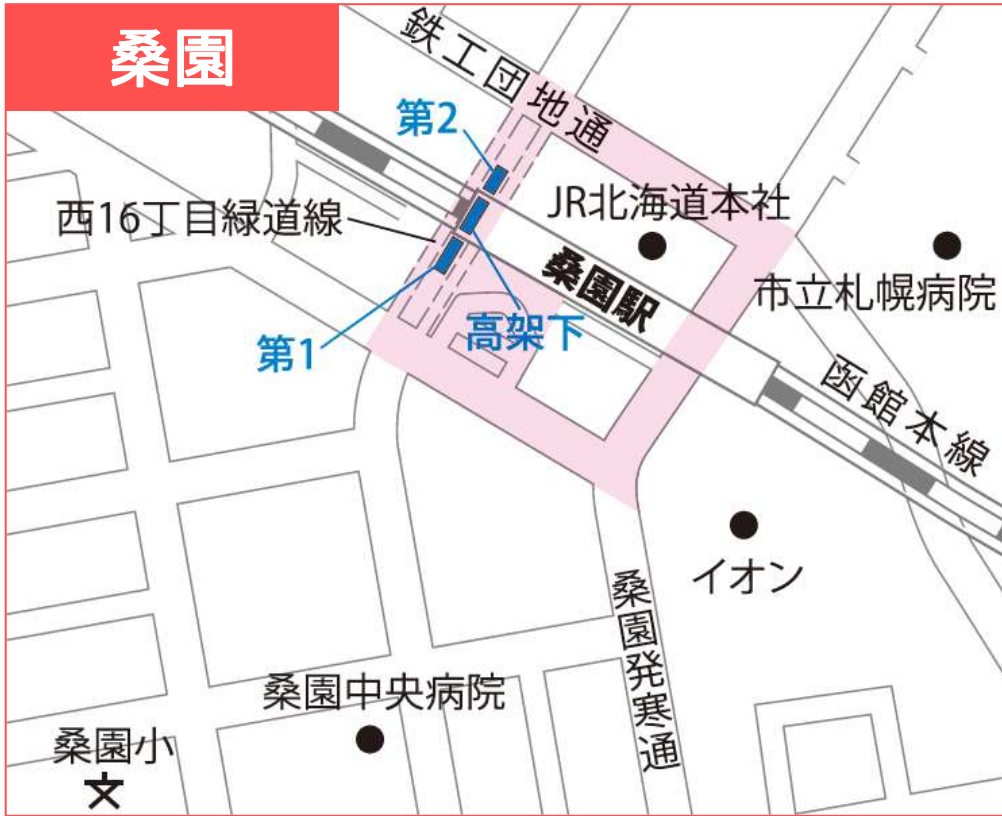 桑園
鉄工団地通
第2
西16丁目緑道線
JR北海道本社
桑園駅
市立札幌病院
高架下
第1
函館本線
イオン
桑園発寒通
桑園中央病院
桑園小